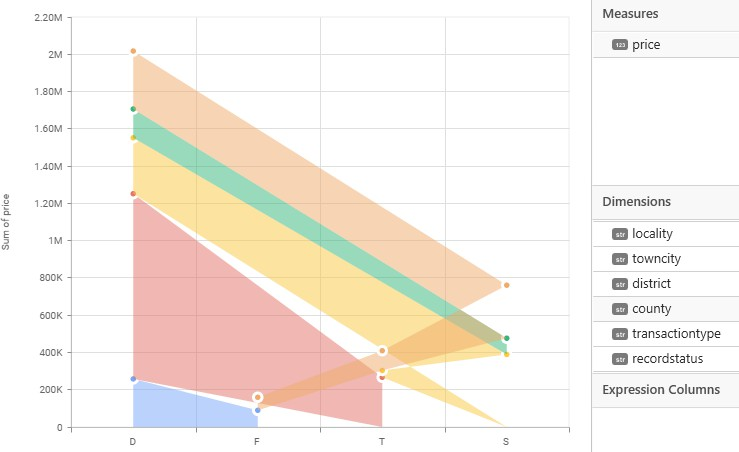 2.20M
2M
1.80M
1.60M
1.40M
1.20M
1M
800K
600K
400K
200K
0
Sum of price
D F T S
Measures
123 price
Dimensions
str locality
str towncity
str district
str county
str transactiontype
str recordstatus
Expression Columns